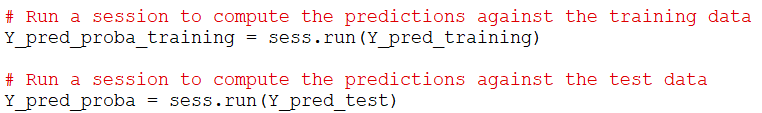 # Run a session to compute the predictions against the training data
Y_pred_proba_training = sess.run(Y_pred_training)
# Run a session to compute the predictions against the test data
Y_pred_proba = sess.run(Y_pred_test)